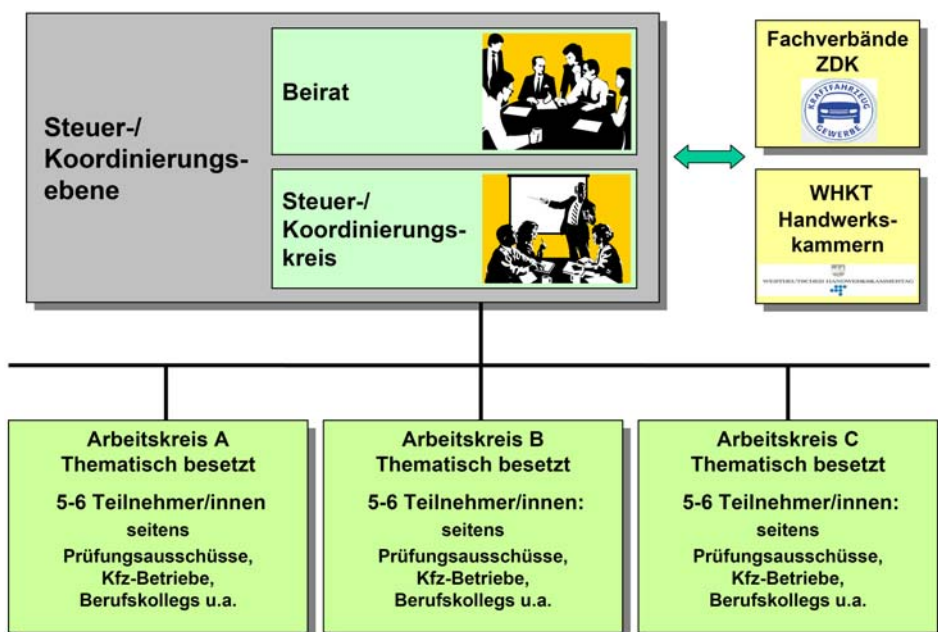 Steuer-/
Koordinierungs-
ebene
Beirat
Steuer-/
Koordinierungs-
kreis
Fachverbände
ZDK
KRAFTFAHRZEUG
GEWERBE
WHKT
Handwerks-
kammern
WESTDEUTSCHER HANDWERKSKAMMERTAG
Arbeitskreis A
Thematisch besetzt
5-6 Teilnehmer/innen
seitens
Prüfungsausschüsse,
Kfz-Betriebe,
Berufskollegs u.a.
Arbeitskreis B
Thematisch besetzt
5-6 Teilnehmer/innen:
seitens
Prüfungsausschüsse,
Kfz-Betriebe,
Berufskollegs u.a.
Arbeitskreis C
Thematisch besetzt
5-6 Teilnehmer/innen:
seitens
Prüfungsausschüsse,
Kfz-Betriebe,
Berufskollegs u.a.